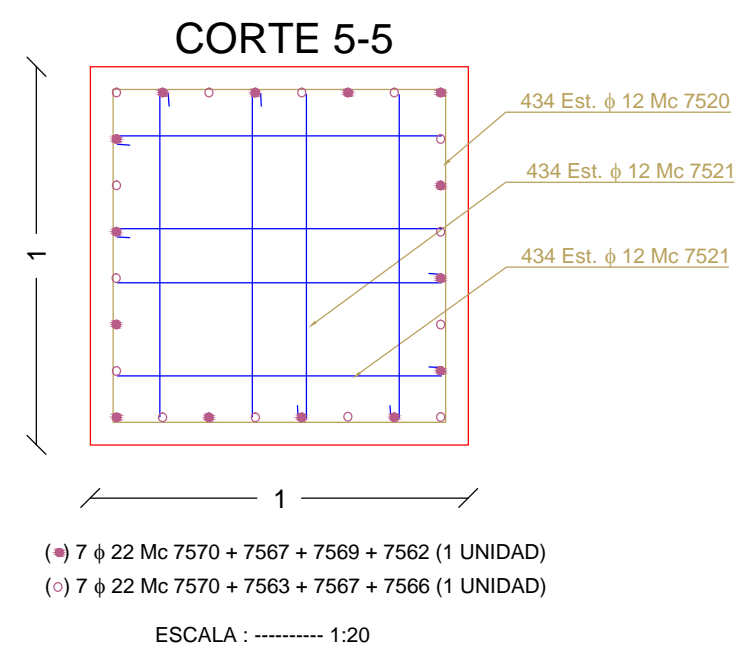 CORTE 5-5
434 Est. ϕ 12 Mc 7520
434 Est. ϕ 12 Mc 7521
434 Est. ϕ 12 Mc 7521
1
1
(●) 7 ϕ 22 Mc 7570 + 7567 + 7569 + 7562 (1 UNIDAD)
(○) 7 ϕ 22 Mc 7570 + 7563 + 7567 + 7566 (1 UNIDAD)
ESCALA : ---------- 1:20